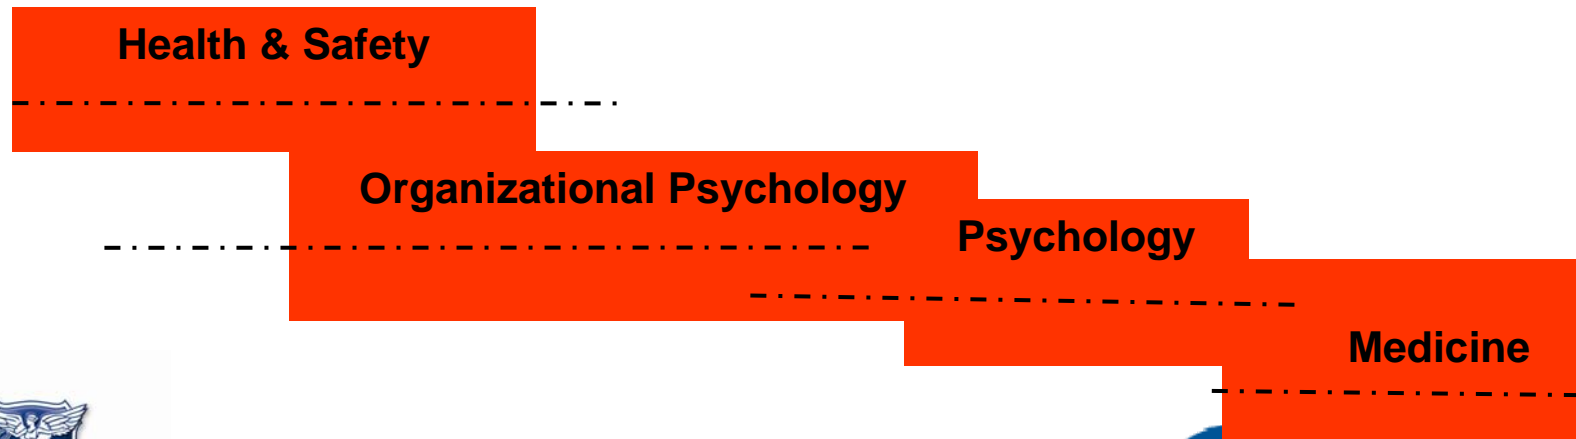 Health & Safety
Organizational Psychology
Psychology
Medicine